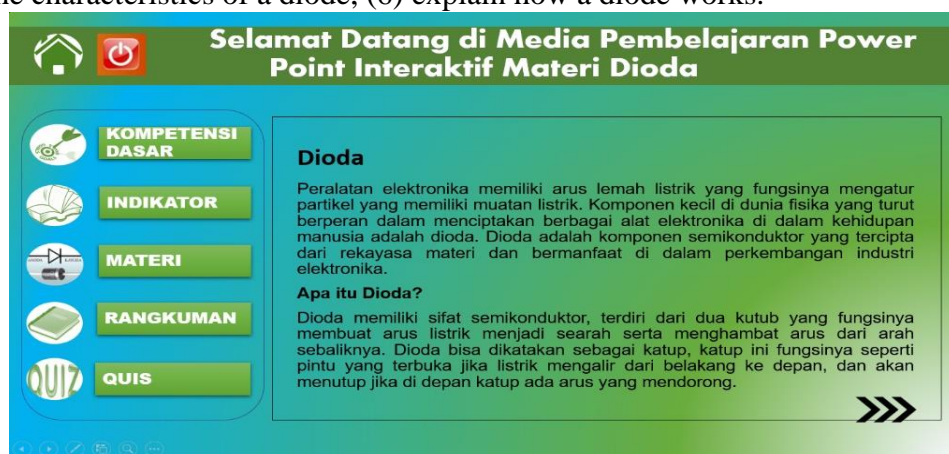 the characteristics of a diode, (6) explain how a diode works.
Selamat Datang di Media Pembelajaran Power
Point Interaktif Materi Dioda
KOMPETENSI
DASAR
INDIKATOR
MATERI
RANGKUMAN
QUIZ
QUIS
Dioda
Peralatan elektronika memiliki arus lemah listrik yang fungsinya mengatur
partikel yang memiliki muatan listrik. Komponen kecil di dunia fisika yang turut
berperan dalam menciptakan berbagai alat elektronika di dalam kehidupan
manusia adalah dioda. Dioda adalah komponen semikonduktor yang tercipta
dari rekayasa materi dan bermanfaat di dalam perkembangan industri
elektronika.
Apa itu Dioda?
Dioda memiliki sifat semikonduktor, terdiri dari dua kutub yang fungsinya
membuat arus listrik menjadi searah serta menghambat arus dari arah
sebaliknya. Dioda bisa dikatakan sebagai katup, katup ini fungsinya seperti
pintu yang terbuka jika listrik mengalir dari belakang ke depan, dan akan
menutup jika di depan katup ada arus yang mendorong.